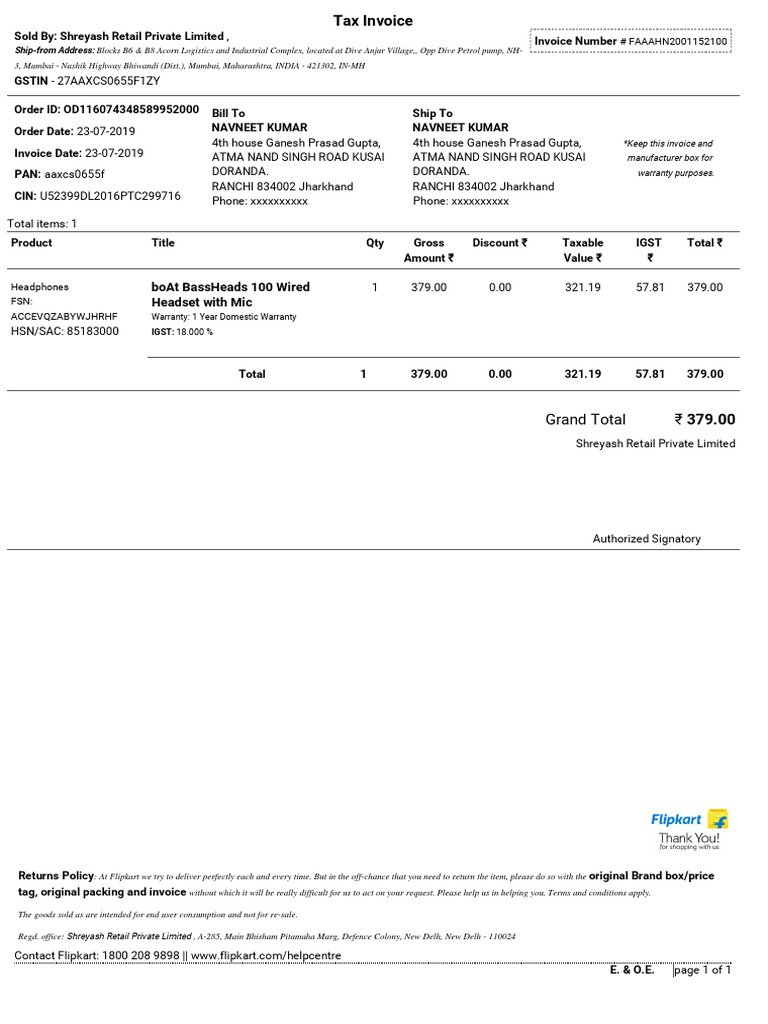 Tax Invoice
Sold By: Shreyash Retail Private Limited ,
Invoice Number # FAAAHN2001152100
Ship-from Address: Blocks B6 & B8 Acorn Logistics and Industrial Complex, located at Dive Anjur Village,, Opp Dive Petrol pump, NH-
3, Mumbai - Nashik Highway Bhiwandi (Dist.), Mumbai, Maharashtra, INDIA - 421302, IN-MH
GSTIN - 27AAXCS0655F1ZY
Order ID: OD116074348589952000
Order Date: 23-07-2019
Invoice Date: 23-07-2019
PAN: aaxcs0655f
CIN: U52399DL2016PTC299716
Bill To
NAVNEET KUMAR
4th house Ganesh Prasad Gupta,
ATMA NAND SINGH ROAD KUSAI
DORANDA.
RANCHI 834002 Jharkhand
Phone: xxxxxxxxxx
Ship To
NAVNEET KUMAR
4th house Ganesh Prasad Gupta,
ATMA NAND SINGH ROAD KUSAI
DORANDA.
RANCHI 834002 Jharkhand
Phone: xxxxxxxxxx
*Keep this invoice and
manufacturer box for
warranty purposes.
Total items: 1
Product Title Qty Gross Amount ₹ Discount ₹ Taxable Value ₹ IGST ₹ Total ₹
Headphones
FSN:
ACCEVQZABYWJHRHF
HSN/SAC: 85183000
boAt BassHeads 100 Wired
Headset with Mic
Warranty: 1 Year Domestic Warranty
IGST: 18.000 %
1 379.00 0.00 321.19 57.81 379.00
Total 1 379.00 0.00 321.19 57.81 379.00
Grand Total ₹ 379.00
Shreyash Retail Private Limited
Authorized Signatory
Flipkart
Thank You!
for shopping with us
Returns Policy: At Flipkart we try to deliver perfectly each and every time. But in the off-chance that you need to return the item, please do so with the original Brand box/price
tag, original packing and invoice without which it will be really difficult for us to act on your request. Please help us in helping you. Terms and conditions apply.
The goods sold as are intended for end user consumption and not for re-sale.
Regd. office: Shreyash Retail Private Limited , A-285, Main Bhisham Pitamaha Marg, Defence Colony, New Delh, New Delh - 110024
Contact Flipkart: 1800 208 9898 || www.flipkart.com/helpcentre
E. & O.E. page 1 of 1